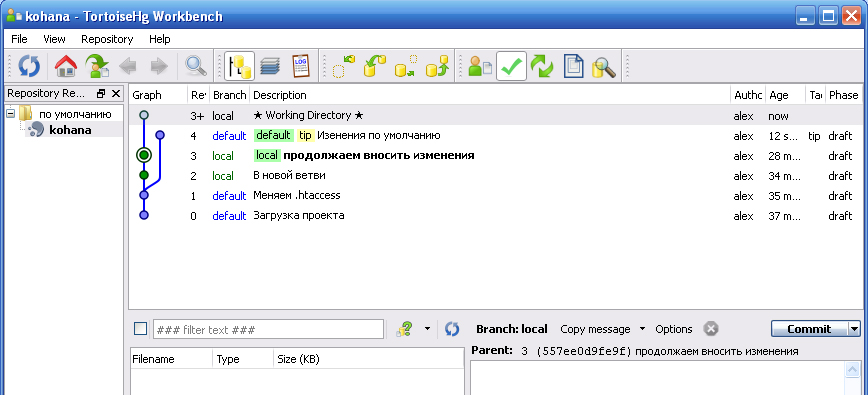 kohana - TortoiseHg Workbench
File View Repository Help
LOG
Repository Re...
по умолчанию
kohana
Graph Re Branch Description Autho Age Ta Phase
3+ local ★ Working Directory ★ alex now
4 default default tip Изенения по умолчанию alex 12 s... tip draft
3 local local продолжаем вносить изменения alex 28 m... draft
2 local В новой ветви alex 34 m... draft
1 default Меняем .htaccess alex 35 m... draft
0 default Загрузка проекта alex 37 m... draft
### filter text ###
Branch: local Copy message Options Commit
Filename Type Size (KB)
Parent: 3 (557ee0d9fe9f) продолжаем вносить изменения